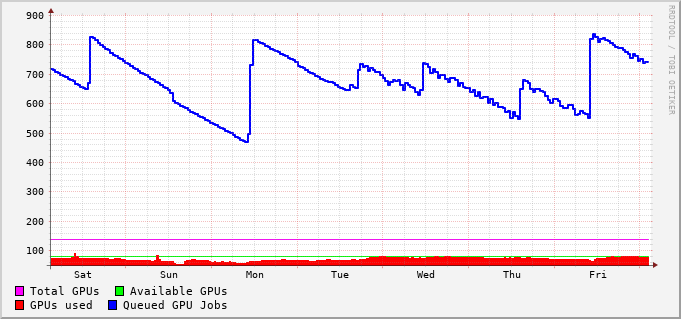 900
800
700
600
500
400
300
200
100
Sat Sun Mon Tue Wed Thu Fri
Total GPUs Available GPUs
GPUs used Queued GPU Jobs
RRDTOOL / TOBI OETIKER